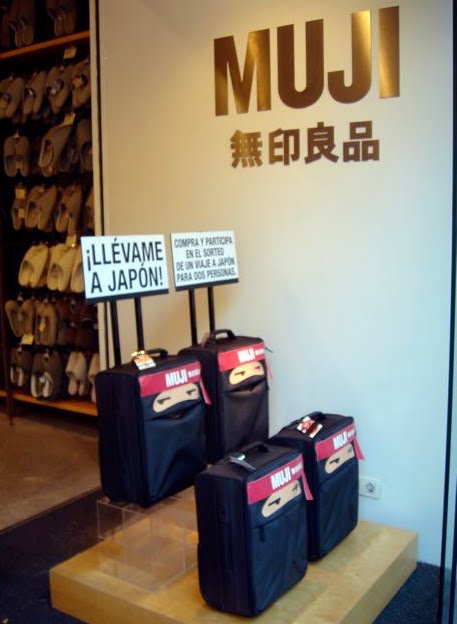 MUJI
無印良品
¡LLÉVAME
A JAPÓN!
COMPRA Y PARTICIPA
EN EL SORTEO
DE UN VIAJE A JAPÓN
PARA DOS PERSONAS.
MUJI
MUJI
MUJI
MUJI